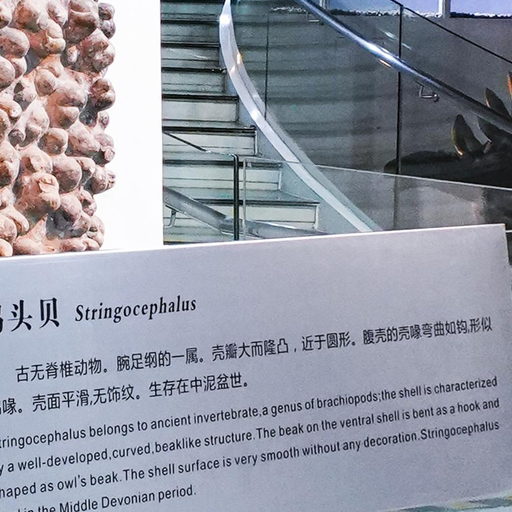 头贝 Stringocephalus
古无脊椎动物。腕足纲的一属。壳瓣大而隆凸，近于圆形。腹壳的壳喙弯曲如钩,形似
喙。壳面平滑,无饰纹。生存在中泥盆世。
tringocephalus belongs to ancient invertebrate,a genus of brachiopods;the shell is characterized
y a well-developed,curved,beaklike structure.The beak on the ventral shell is bent as a hook and
haped as owl's beak.The shell surface is very smooth without any decoration.Stringocephalus
in the Middle Devonian period.